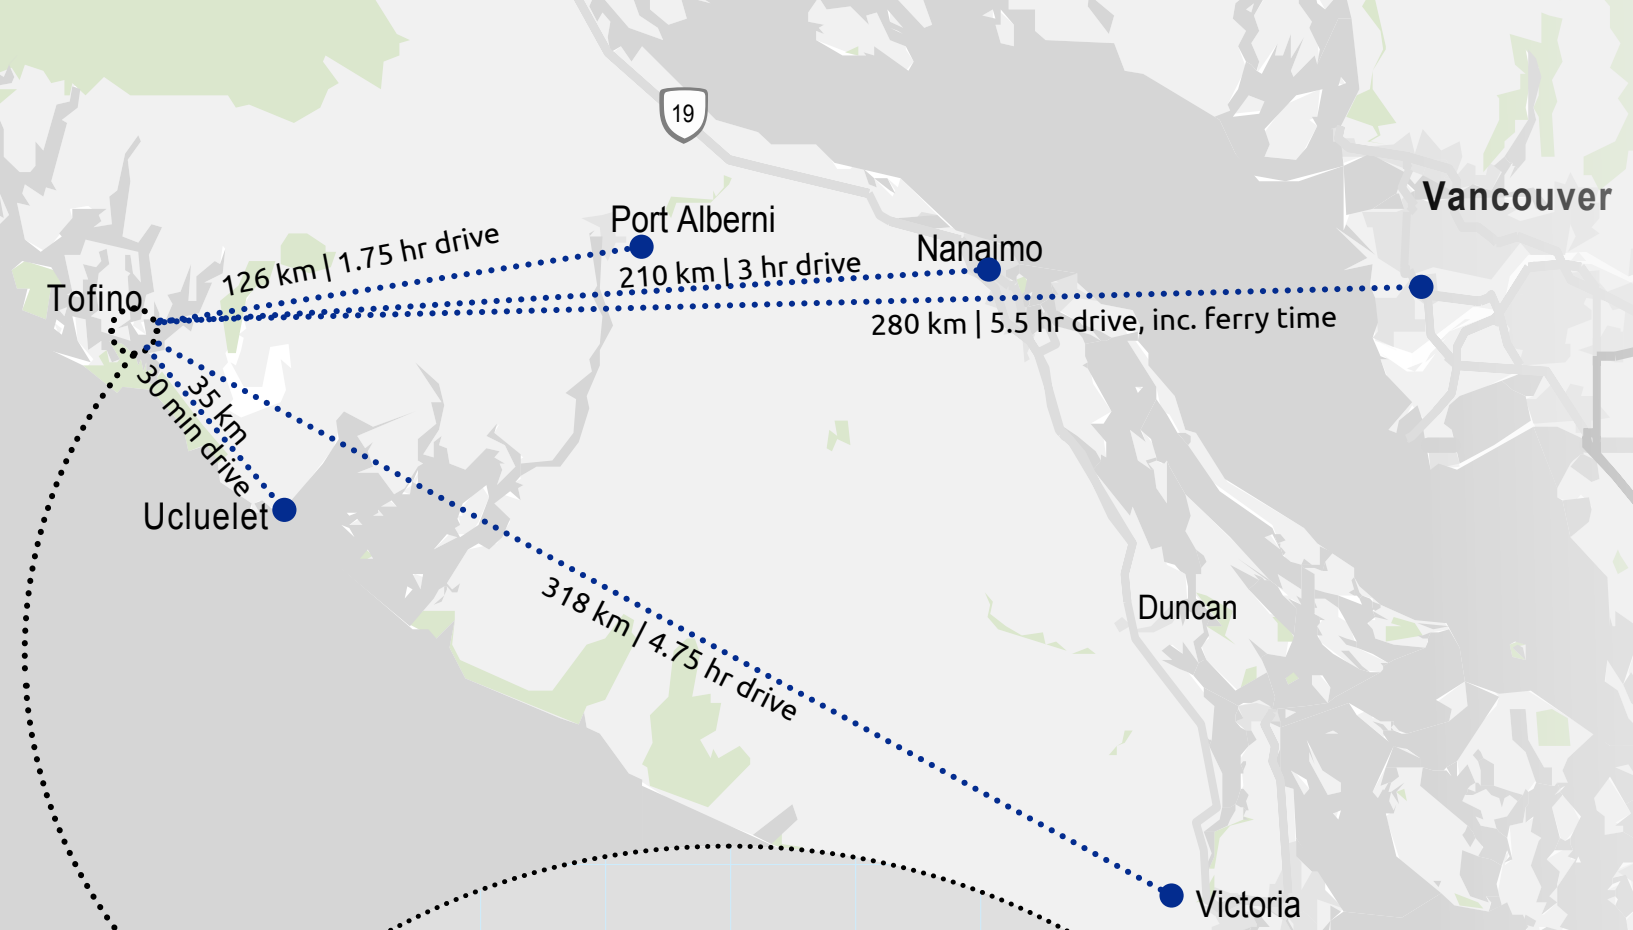 19
Vancouver
Port Alberni
126 km | 1.75 hr drive
Nanaimo
210 km | 3 hr drive
Tofino
280 km | 5.5 hr drive, inc. ferry time
35 km
30 min drive
Ucluelet
318 km | 4.75 hr drive
Duncan
Victoria